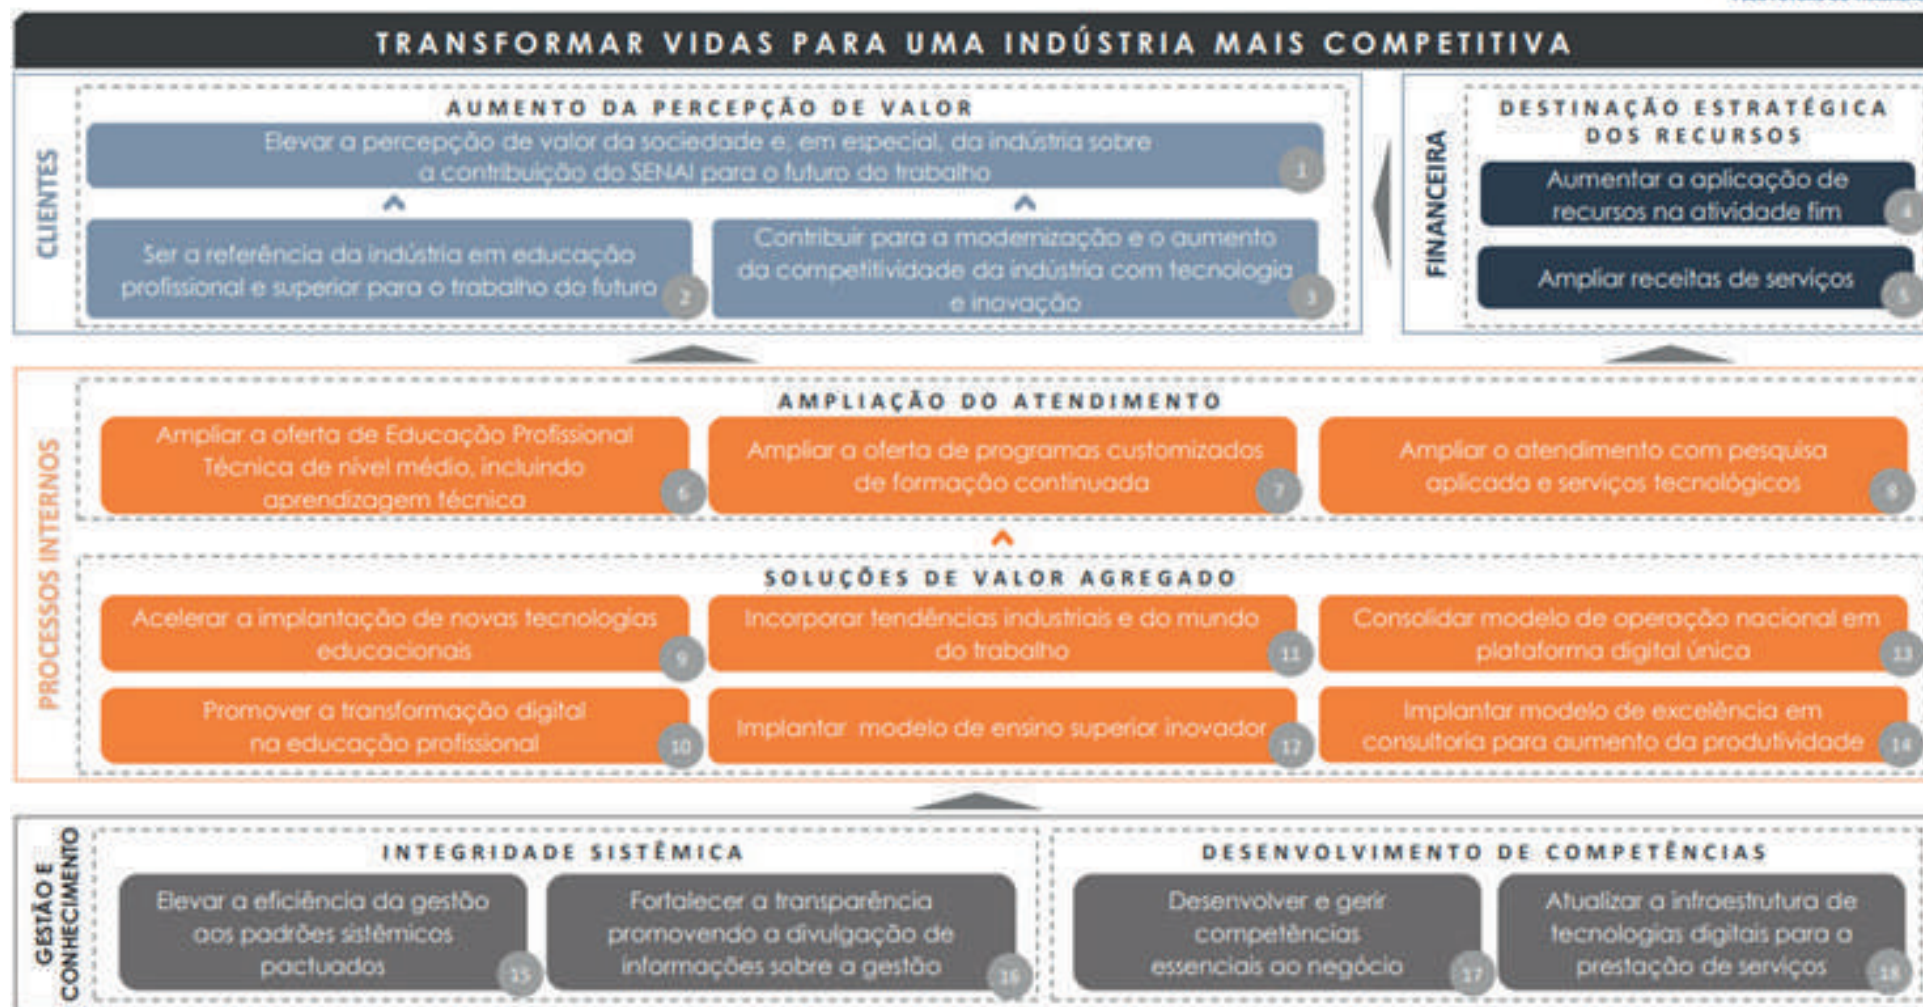 TRANSFORMAR VIDAS PARA UMA INDÚSTRIA MAIS COMPETITIVA
CLIENTES
AUMENTO DA PERCEPÇÃO DE VALOR
Elevar a percepção de valor da sociedade e, em especial, da indústria sobre
a contribuição do SENAI para o futuro do trabalho
1
Ser a referência da indústria em educação
profissional e superior para o trabalho do futuro
2
Contribuir para a modernização e o aumento
da competitividade da indústria com tecnologia
e inovação
3
FINANCEIRA
DESTINAÇÃO ESTRATÉGICA
DOS RECURSOS
Aumentar a aplicação de
recursos na atividade fim
4
Ampliar receitas de serviços
5
PROCESSOS INTERNOS
AMPLIAÇÃO DO ATENDIMENTO
Ampliar a oferta de Educação Profissional
Técnica de nível médio, incluindo
aprendizagem técnica
6
Ampliar a oferta de programas customizados
de formação continuada
7
Ampliar o atendimento com pesquisa
aplicada e serviços tecnológicos
8
SOLUÇÕES DE VALOR AGREGADO
Acelerar a implantação de novas tecnologias
educacionais
9
Incorporar tendências industriais e do mundo
do trabalho
11
Consolidar modelo de operação nacional em
plataforma digital única
13
Promover a transformação digital
na educação profissional
10
Implantar modelo de ensino superior inovador
12
Implantar modelo de excelência em
consultoria para aumento da produtividade
14
GESTÃO E
CONHECIMENTO
INTEGRIDADE SISTÊMICA
Elevar a eficiência da gestão
aos padrões sistêmicos
pactuados
15
Fortalecer a transparência
promovendo a divulgação de
informações sobre a gestão
16
DESENVOLVIMENTO DE COMPETÊNCIAS
Desenvolver e gerir
competências
essenciais ao negócio
17
Atualizar a infraestrutura de
tecnologias digitais para a
prestação de serviços
18